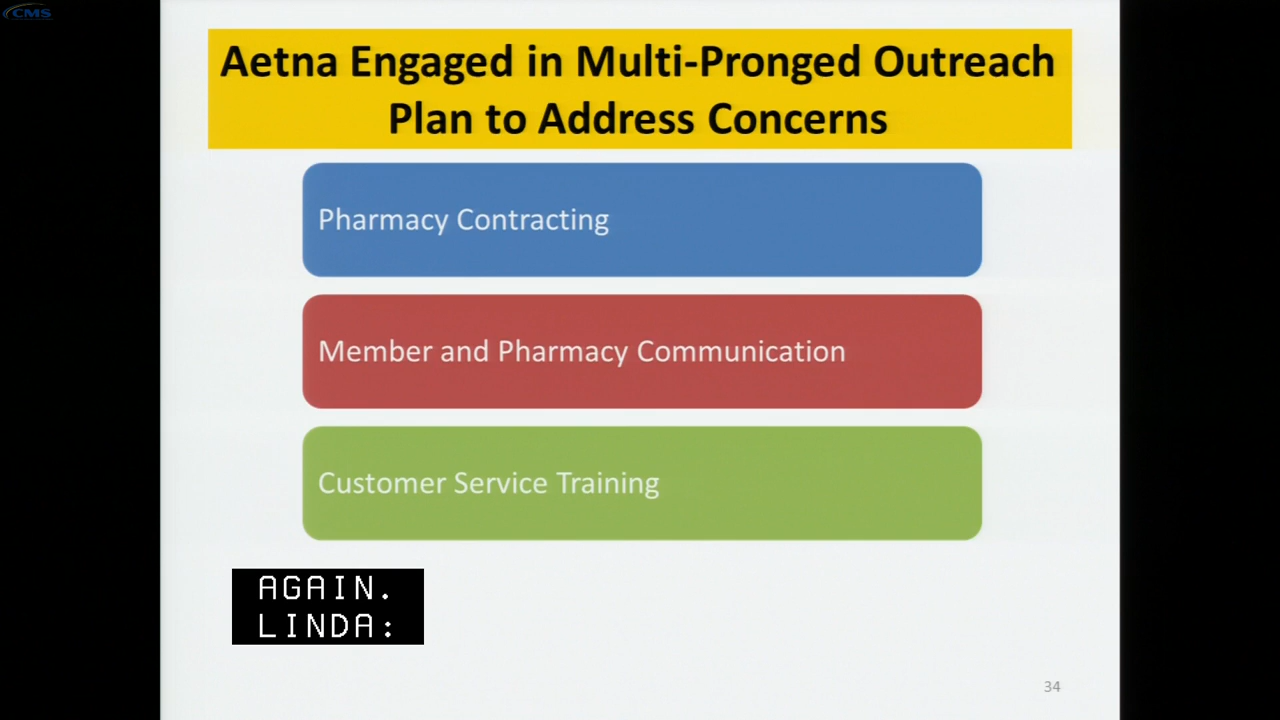 CMS
Aetna Engaged in Multi-Pronged Outreach
Plan to Address Concerns
Pharmacy Contracting
Member and Pharmacy Communication
Customer Service Training
AGAIN.
LINDA:
34